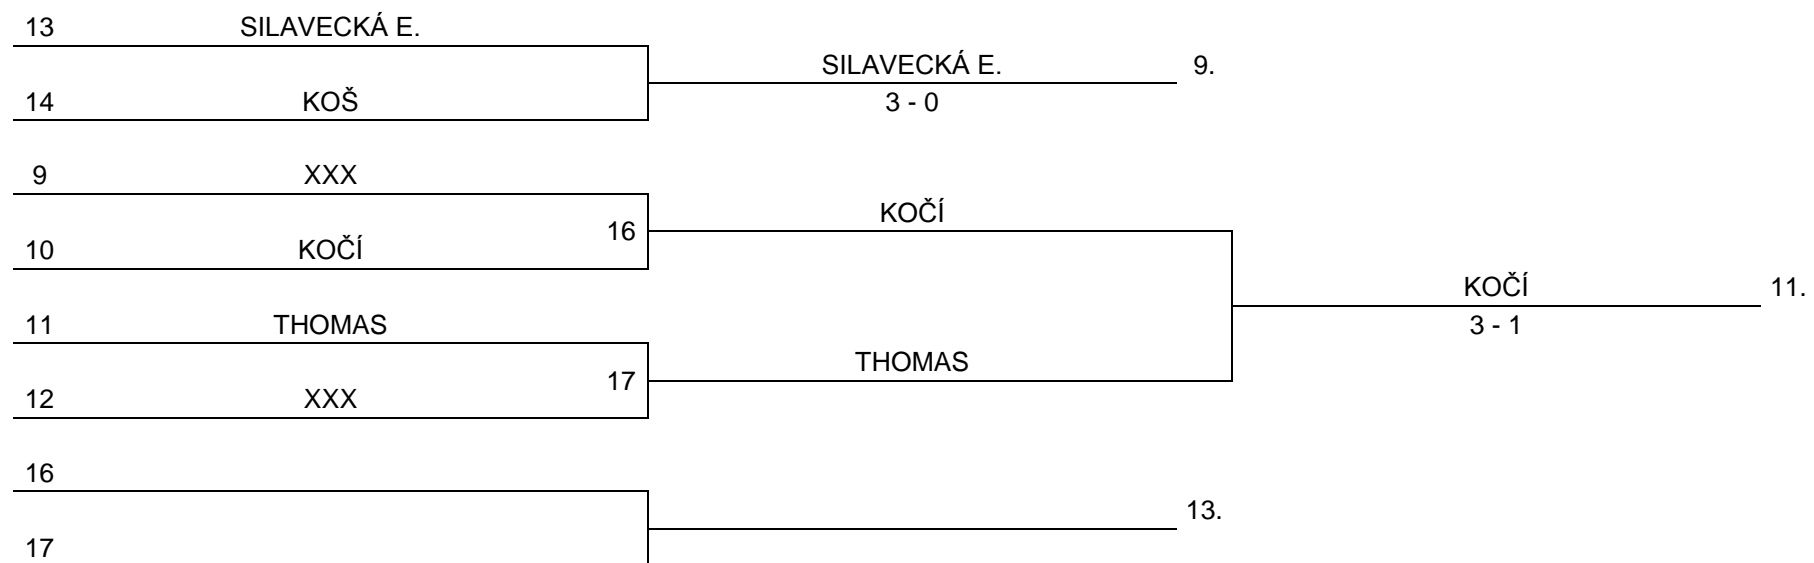 13 SILAVECKÁ E.
SILAVECKÁ E. 9.
14 KOŠ 3 - 0
9 XXX
KOČÍ
16
10 KOČÍ
KOČÍ 11.
11 THOMAS 3 - 1
THOMAS
17
12 XXX
16
13.
17